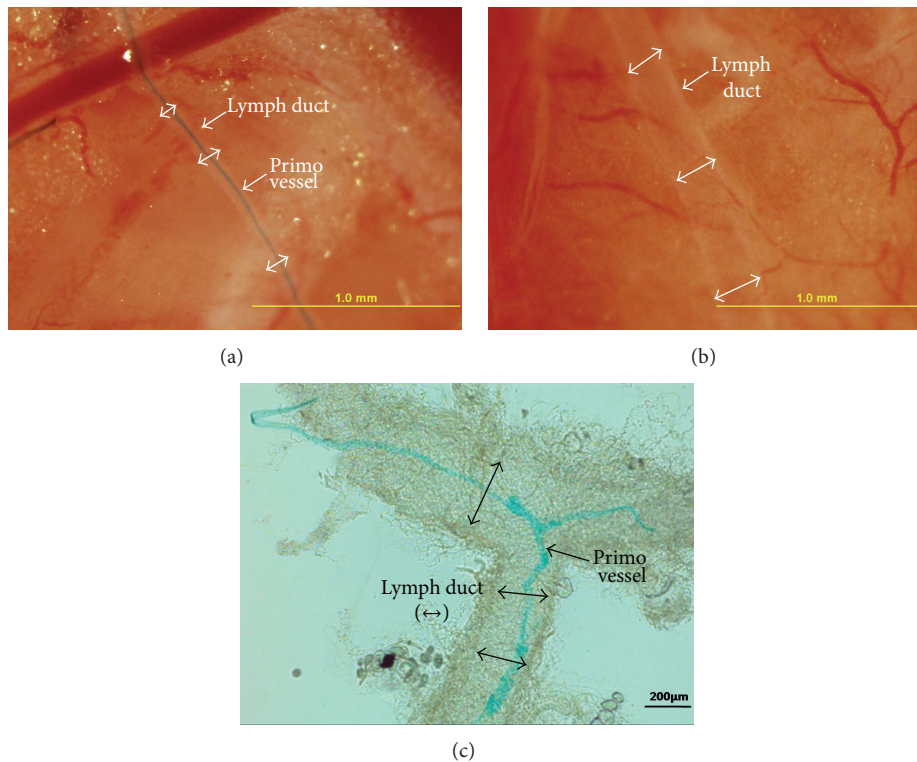 Lymph duct
Primo
vessel
1.0 mm
(a)
Lymph
duct
1.0 mm
(b)
Primo
vessel
Lymph duct
(↔)
200µm
(c)